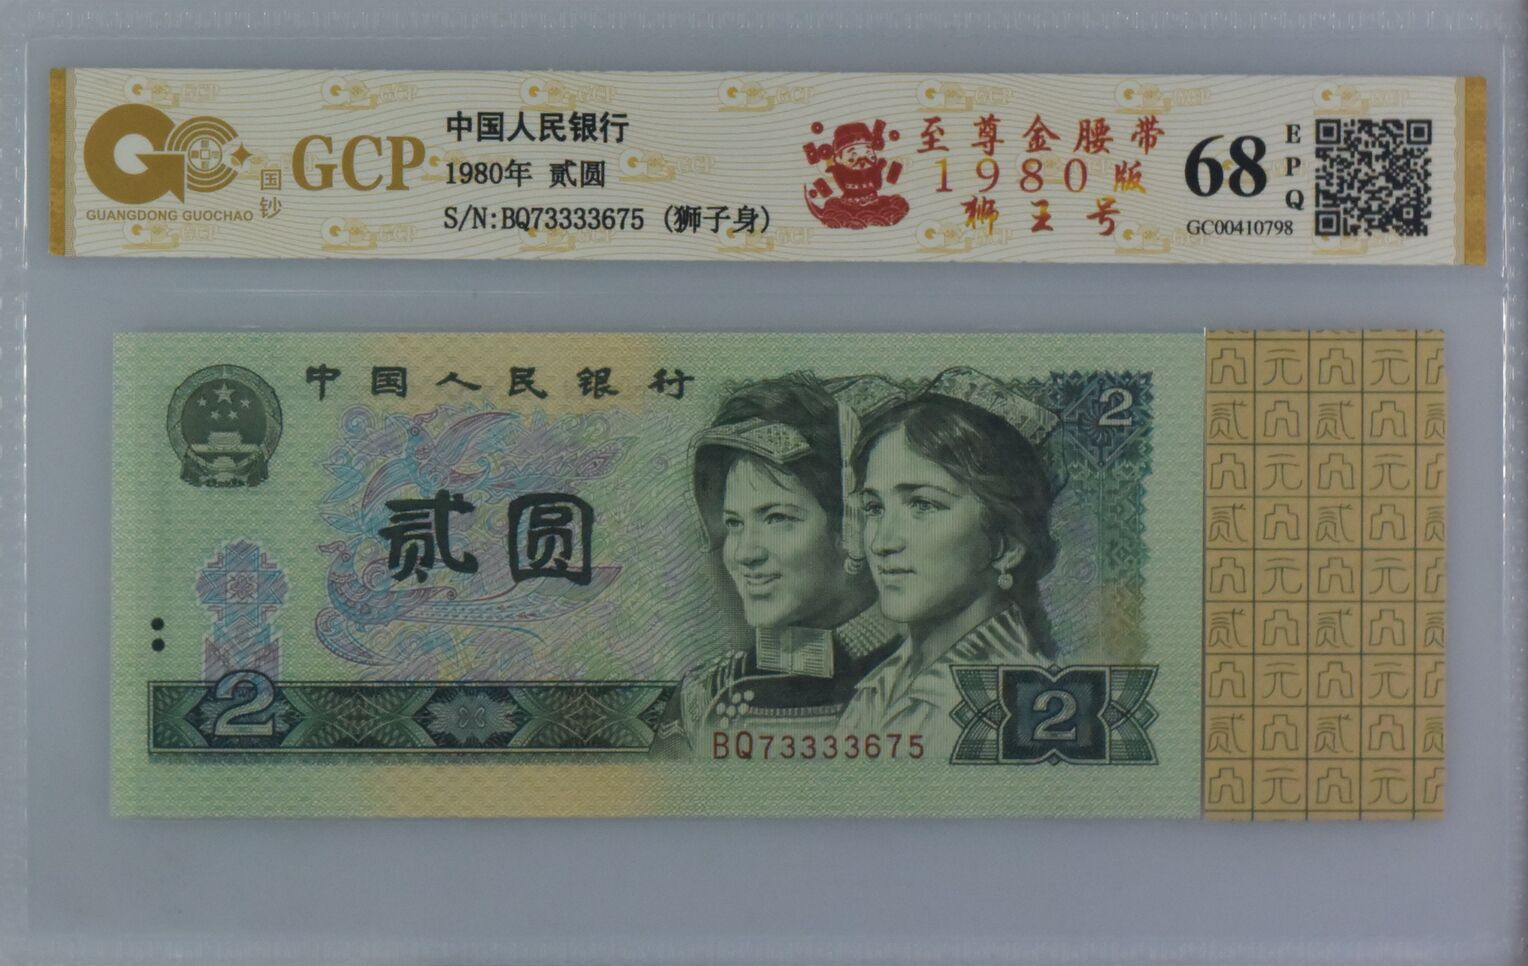 GCP
国钞
GUANGDONG GUOCHAO
中国人民银行
1980年 贰圆
S/N:BQ73333675 (狮子身)
至尊金腰带
1980版
狮王号
68
EPQ
GC00410798
中国人民银行
2
贰圆
2
BQ73333675
2